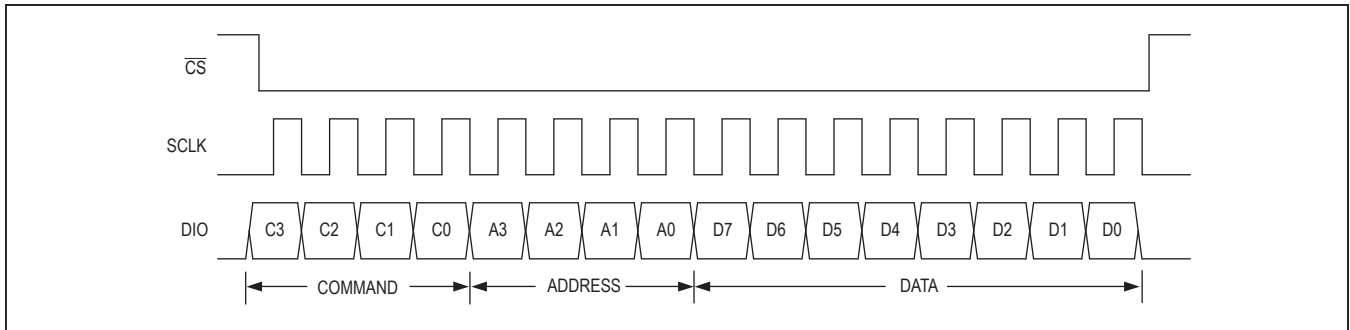 C̅S̅
SCLK
DIO C3 C2 C1 C0 A3 A2 A1 A0 D7 D6 D5 D4 D3 D2 D1 D0
COMMAND ADDRESS DATA